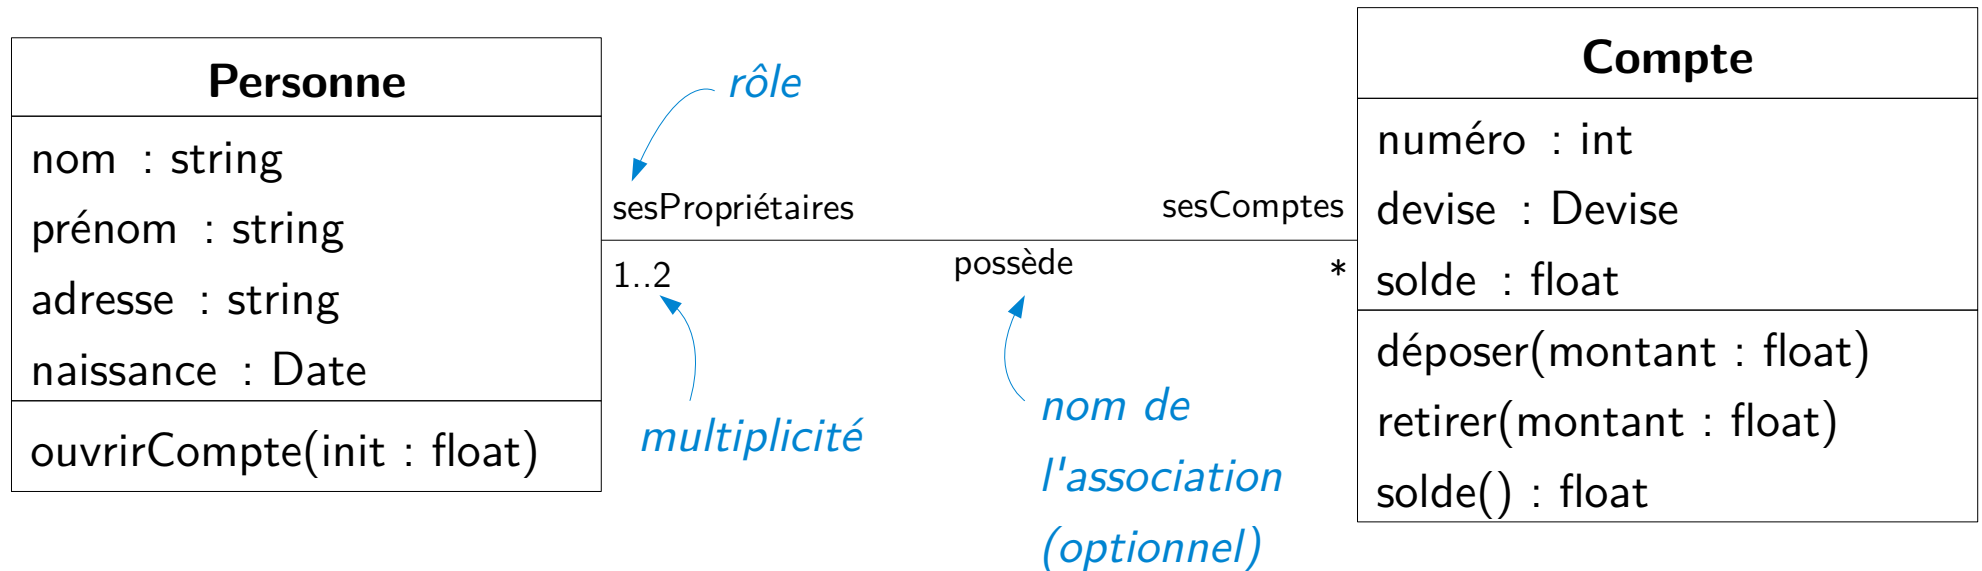 Personne
nom : string
prénom : string
adresse : string
naissance : Date
ouvrirCompte(init : float)
rôle
sesPropriétaires
sesComptes
1..2
possède
*
multiplicité
nom de
l'association
(optionnel)
Compte
numéro : int
devise : Devise
solde : float
déposer(montant : float)
retirer(montant : float)
solde() : float